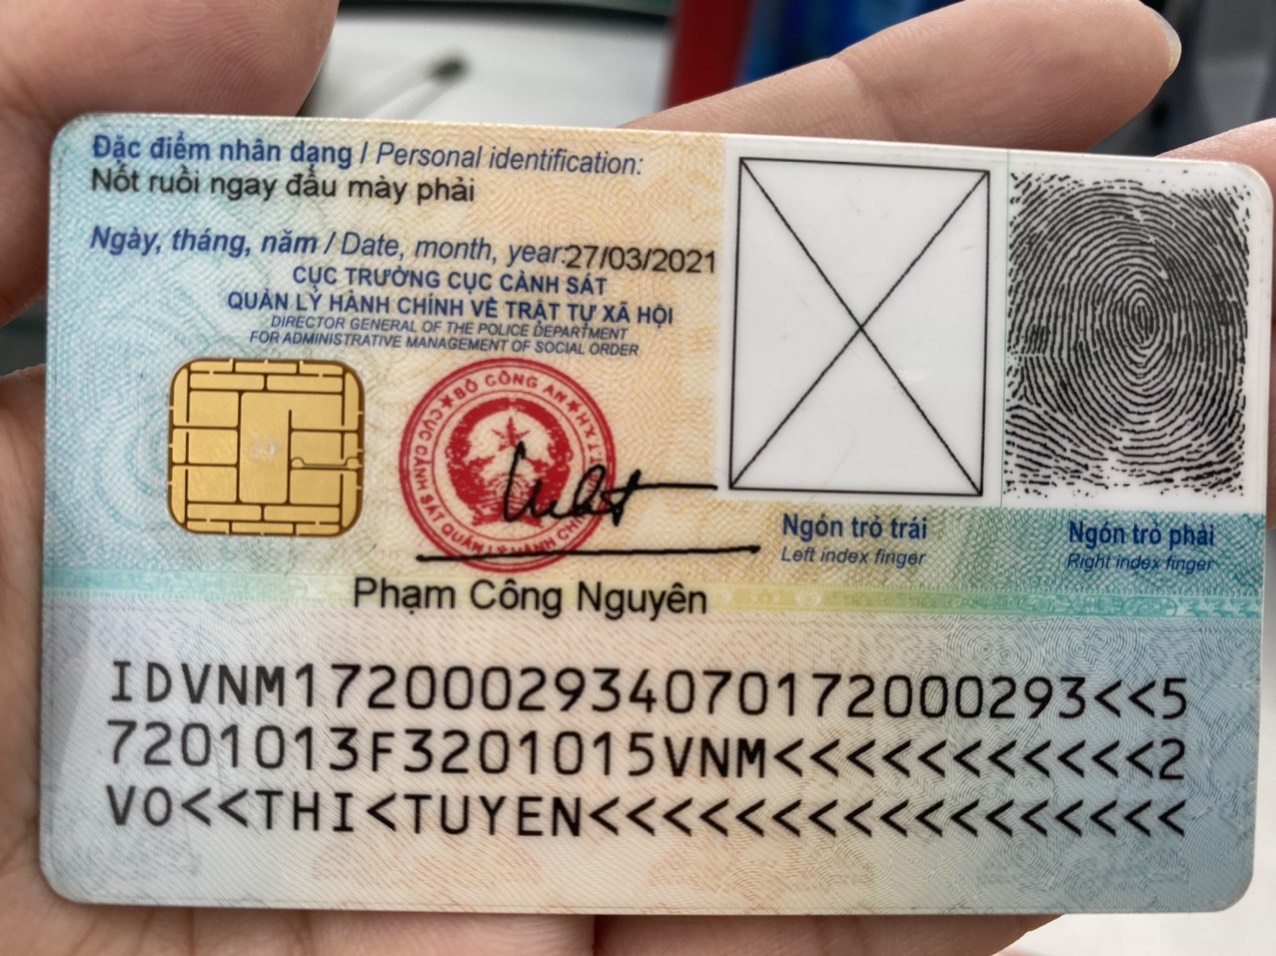 Đặc điểm nhân dạng / Personal identification:
Nốt ruồi ngay đầu mày phải
Ngày, tháng, năm / Date, month, year:27/03/2021
CỤC TRƯỞNG CỤC CẢNH SÁT
QUẢN LÝ HÀNH CHÍNH VỀ TRẬT TỰ XÃ HỘI
DIRECTOR GENERAL OF THE POLICE DEPARTMENT
FOR ADMINISTRATIVE MANAGEMENT OF SOCIAL ORDER
BỘ CÔNG AN
CỤC CẢNH SÁT QUẢN LÝ HÀNH CHÍNH
Phạm Công Nguyên
Ngón trỏ trái
Left index finger
Ngón trỏ phải
Right index finger
IDVNM1720002934070172000293<<5
7201013F3201015VNM<<<<<<<<<<<2
VO<<THI<TUYEN<<<<<<<<<<<<<<<<<